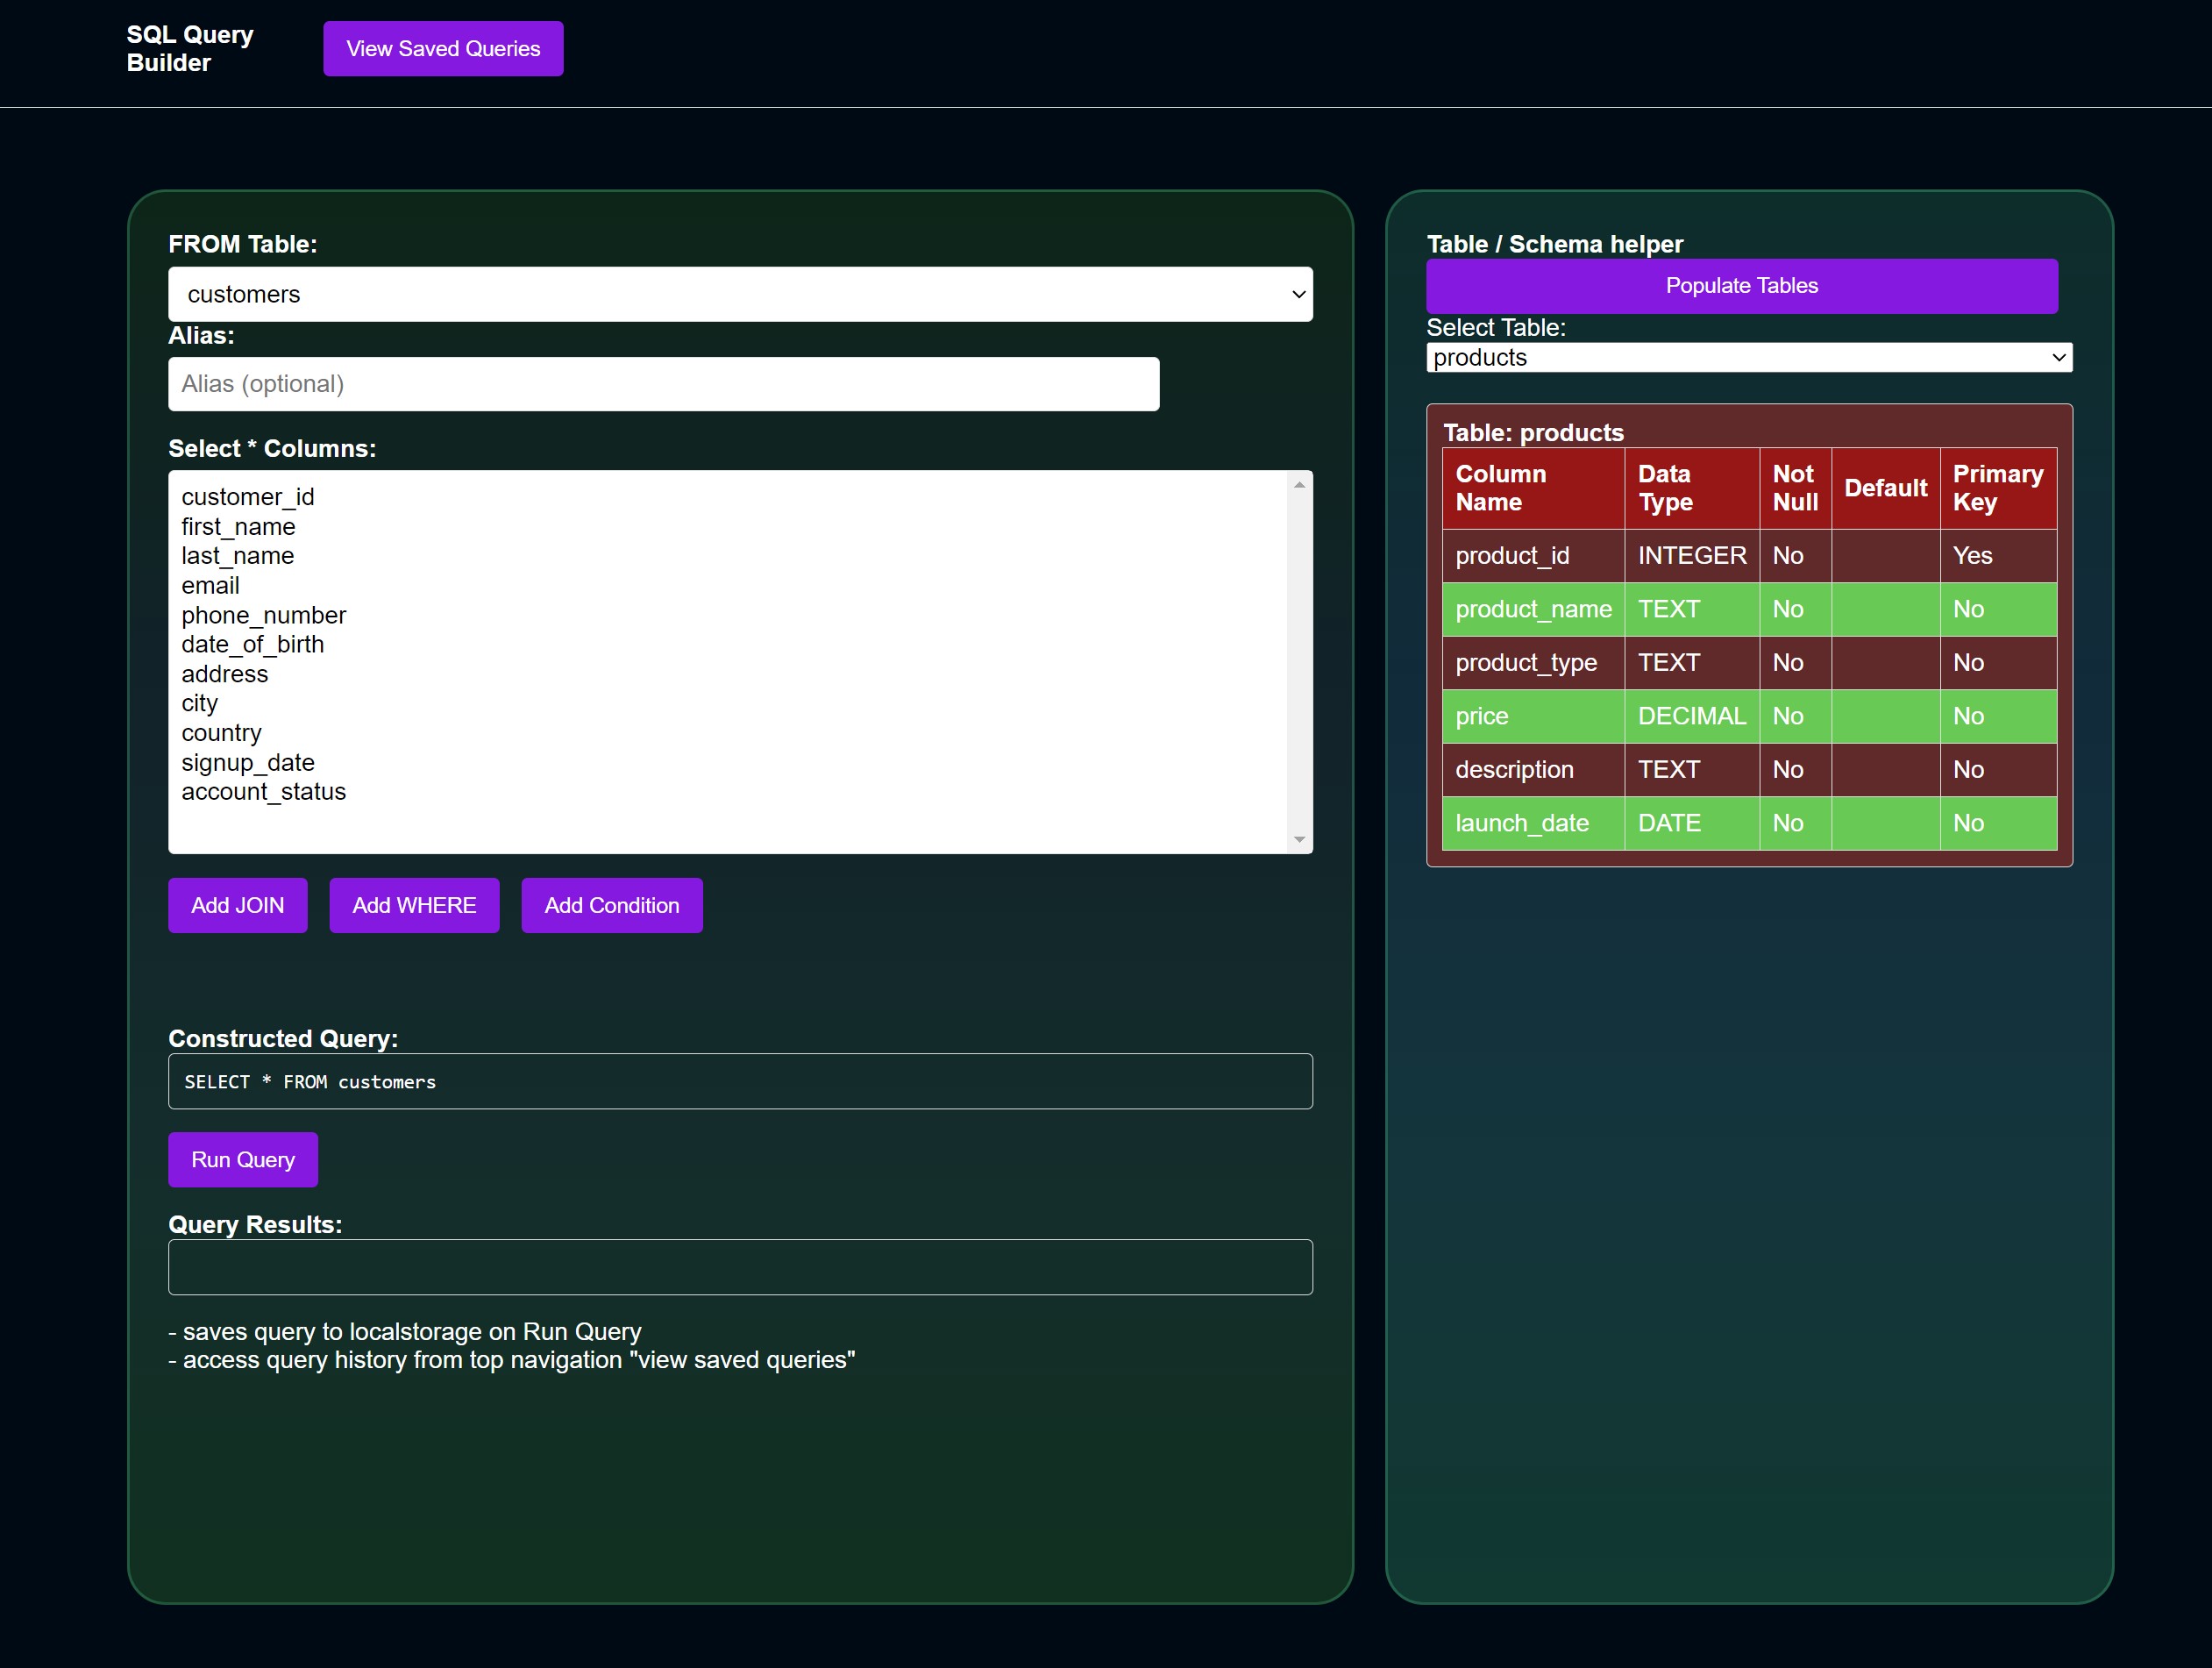 SQL Query
Builder
View Saved Queries
FROM Table:
customers
Alias:
Alias (optional)
Select * Columns:
customer_id
first_name
last_name
email
phone_number
date_of_birth
address
city
country
signup_date
account_status
Add JOIN Add WHERE Add Condition
Constructed Query:
SELECT * FROM customers
Run Query
Query Results:
- saves query to localstorage on Run Query
- access query history from top navigation "view saved queries"
Table / Schema helper
Populate Tables
Select Table:
products
Table: products
Column Name Data Type Not Null Default Primary Key
product_id INTEGER No Yes
product_name TEXT No No
product_type TEXT No No
price DECIMAL No No
description TEXT No No
launch_date DATE No No